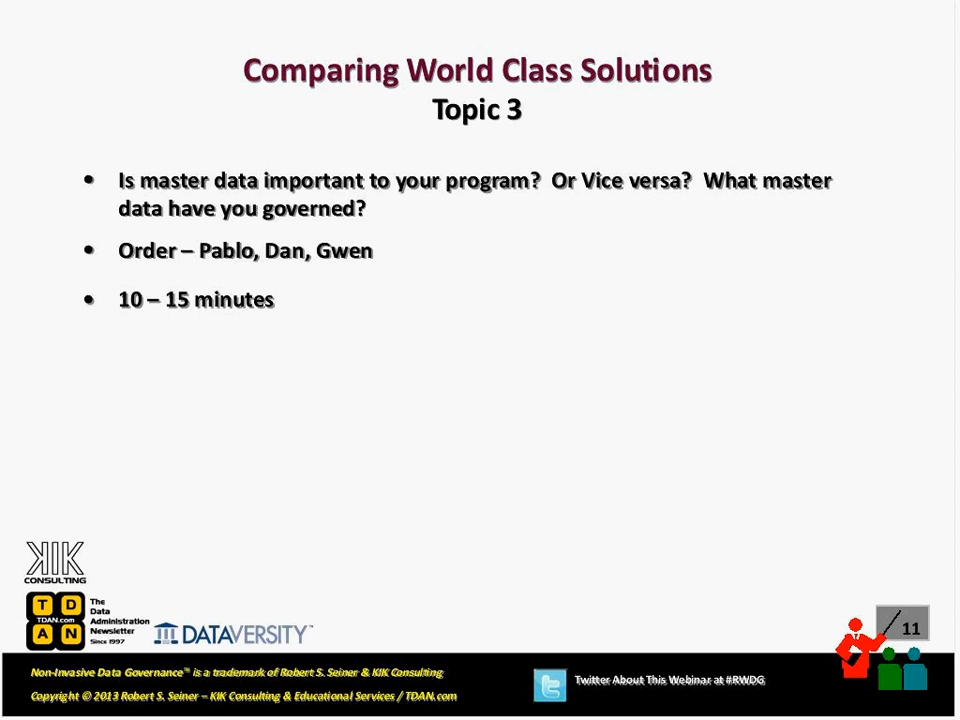 Comparing World Class Solutions
Topic 3
• Is master data important to your program? Or Vice versa? What master
data have you governed?
• Order – Pablo, Dan, Gwen
• 10 – 15 minutes
KIK
CONSULTING
T D
TDAN.com
A N
The
Data
Administration
Newsletter
Since 1997
DATAVERSITY™
11
Non-Invasive Data Governance™ is a trademark of Robert S. Seiner & KIK Consulting
Copyright © 2013 Robert S. Seiner – KIK Consulting & Educational Services / TDAN.com
Twitter About This Webinar at #RWDG